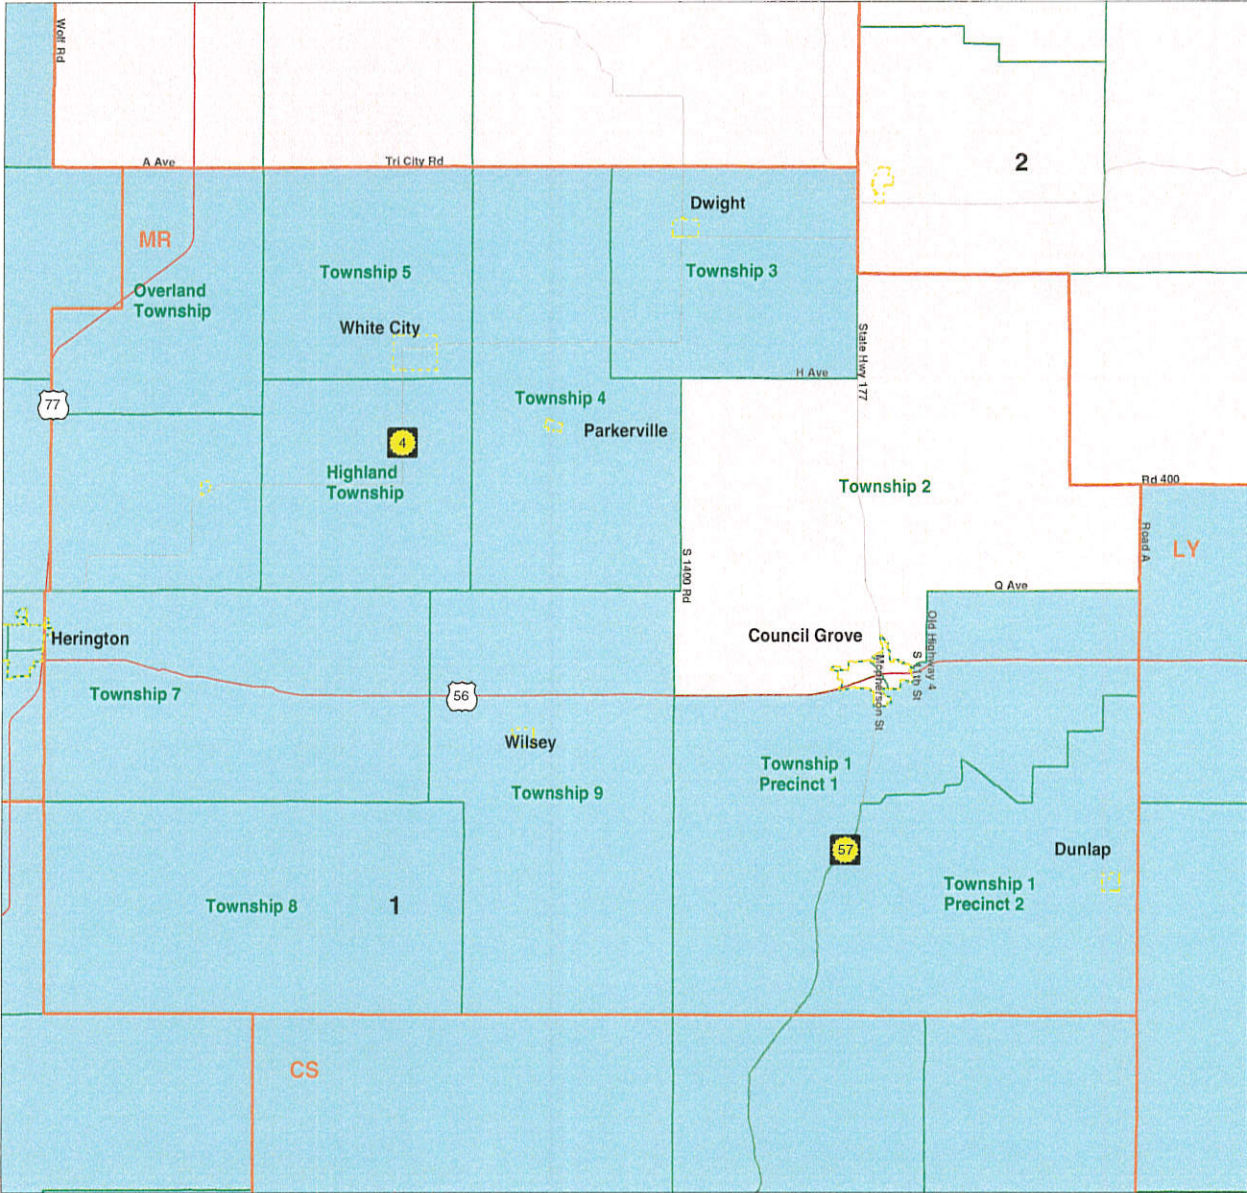 Wolf Rd
A Ave
Tri City Rd
2
Dwight
MR
Township 5
Township 3
Overland
Township
White City
State Hwy 177
H Ave
77
Township 4
Parkerville
4
Highland
Township
Township 2
Rd 400
Road A
LY
S 1400 Rd
Q Ave
Herington
Council Grove
Old Highway 4
S 11th St
Mcpherson St
Township 7
56
Wilsey
Township 9
Township 1
Precinct 1
57
Dunlap
Township 1
Precinct 2
Township 8
1
CS